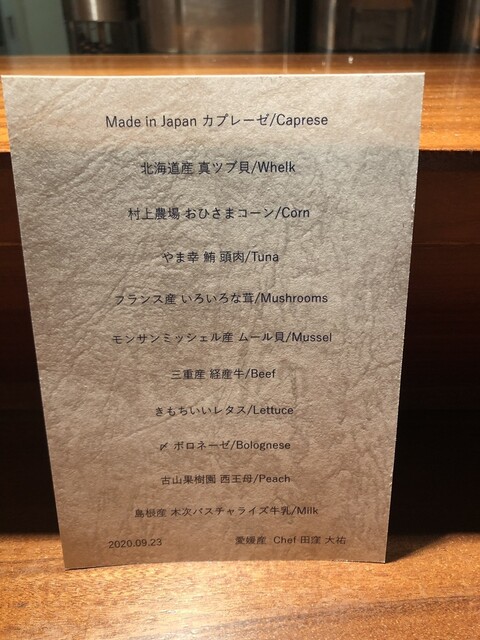 Made in Japan カプレーゼ/Caprese
北海道産 真ツブ貝/Whelk
村上農場 おひさまコーン/Corn
やま幸 鮪 頭肉/Tuna
フランス産 いろいろな茸/Mushrooms
モンサンミッシェル産 ムール貝/Mussel
三重産 経産牛/Beef
きもちいいレタス/Lettuce
〆 ボロネーゼ/Bolognese
古山果樹園 西王母/Peach
島根産 木次パスチャライズ牛乳/Milk
2020.09.23 愛媛産 Chef 田窪 大祐